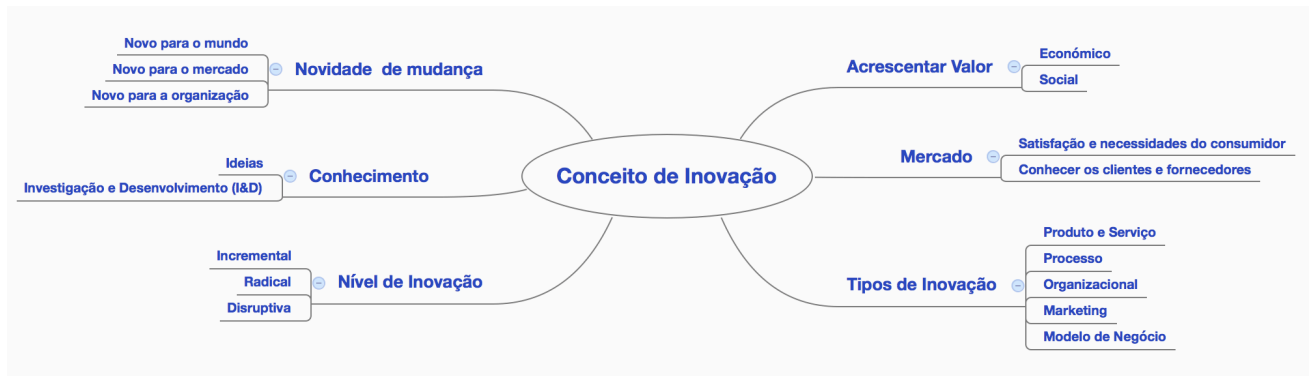 Conceito de Inovação
Novidade  de mudança
Novo para o mundo
Novo para o mercado
Novo para a organização
Conhecimento
Ideias
Investigação e Desenvolvimento (I&D)
Nível de Inovação
Incremental
Radical
Disruptiva
Acrescentar Valor
Económico
Social
Mercado
Satisfação e necessidades do consumidor
Conhecer os clientes e fornecedores
Tipos de Inovação
Produto e Serviço
Processo
Organizacional
Marketing
Modelo de Negócio